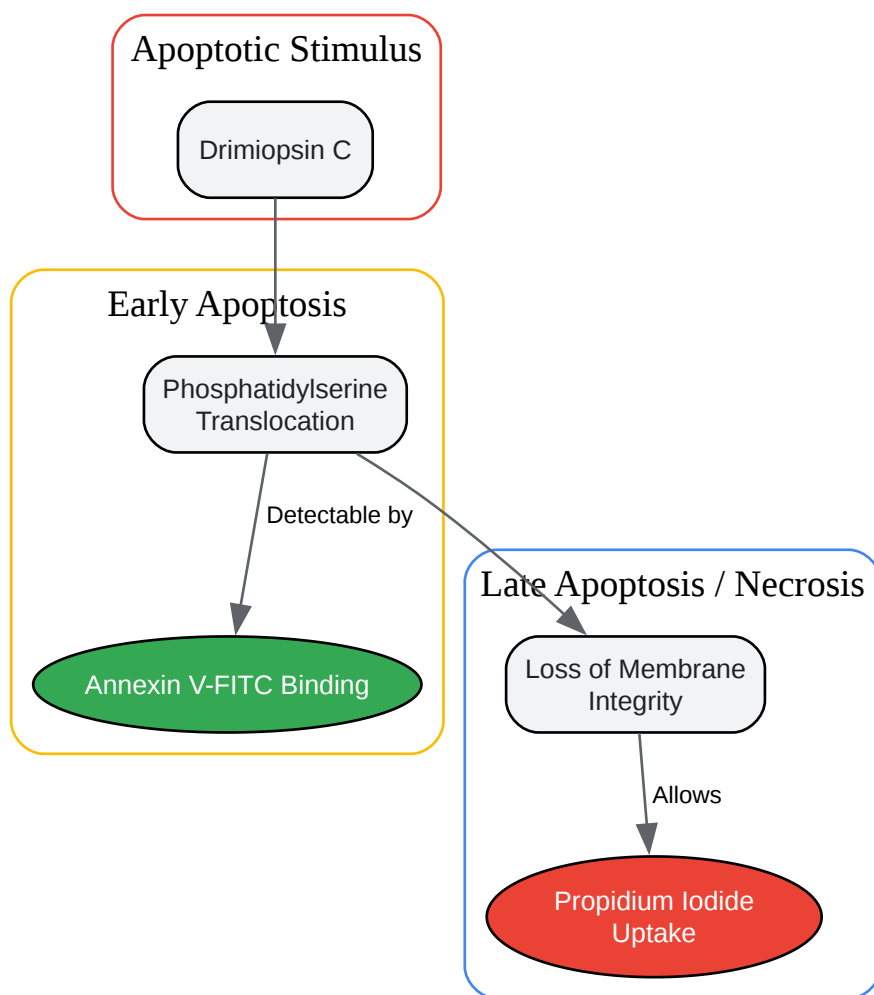 Apoptotic Stimulus
Drimiopsin C
Early Apoptosis
Phosphatidylserine
Translocation
Detectable by
Annexin V-FITC Binding
Late Apoptosis / Necrosis
Loss of Membrane
Integrity
Allows
Propidium Iodide
Uptake